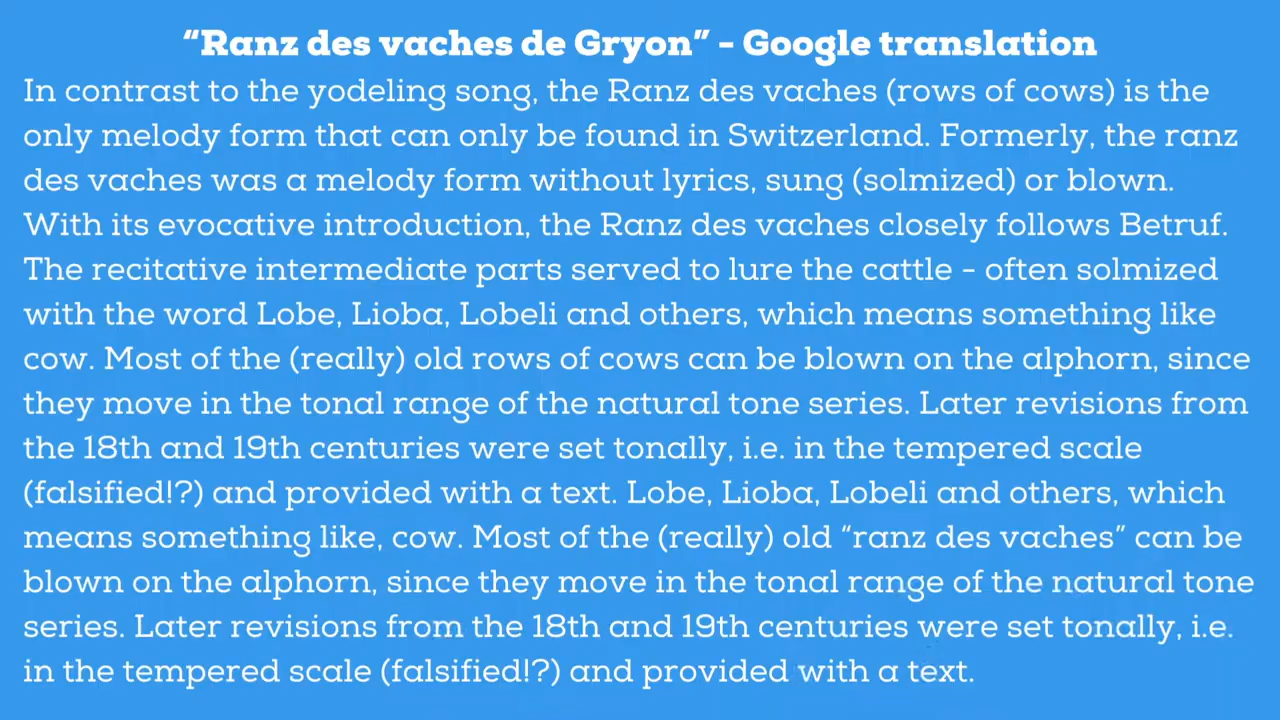 “Ranz des vaches de Gryon” - Google translation
In contrast to the yodeling song, the Ranz des vaches (rows of cows) is the
only melody form that can only be found in Switzerland. Formerly, the ranz
des vaches was a melody form without lyrics, sung (solmized) or blown.
With its evocative introduction, the Ranz des vaches closely follows Betruf.
The recitative intermediate parts served to lure the cattle - often solmized
with the word Lobe, Lioba, Lobeli and others, which means something like
cow. Most of the (really) old rows of cows can be blown on the alphorn, since
they move in the tonal range of the natural tone series. Later revisions from
the 18th and 19th centuries were set tonally, i.e. in the tempered scale
(falsified!?) and provided with a text. Lobe, Lioba, Lobeli and others, which
means something like, cow. Most of the (really) old “ranz des vaches” can be
blown on the alphorn, since they move in the tonal range of the natural tone
series. Later revisions from the 18th and 19th centuries were set tonally, i.e.
in the tempered scale (falsified!?) and provided with a text.